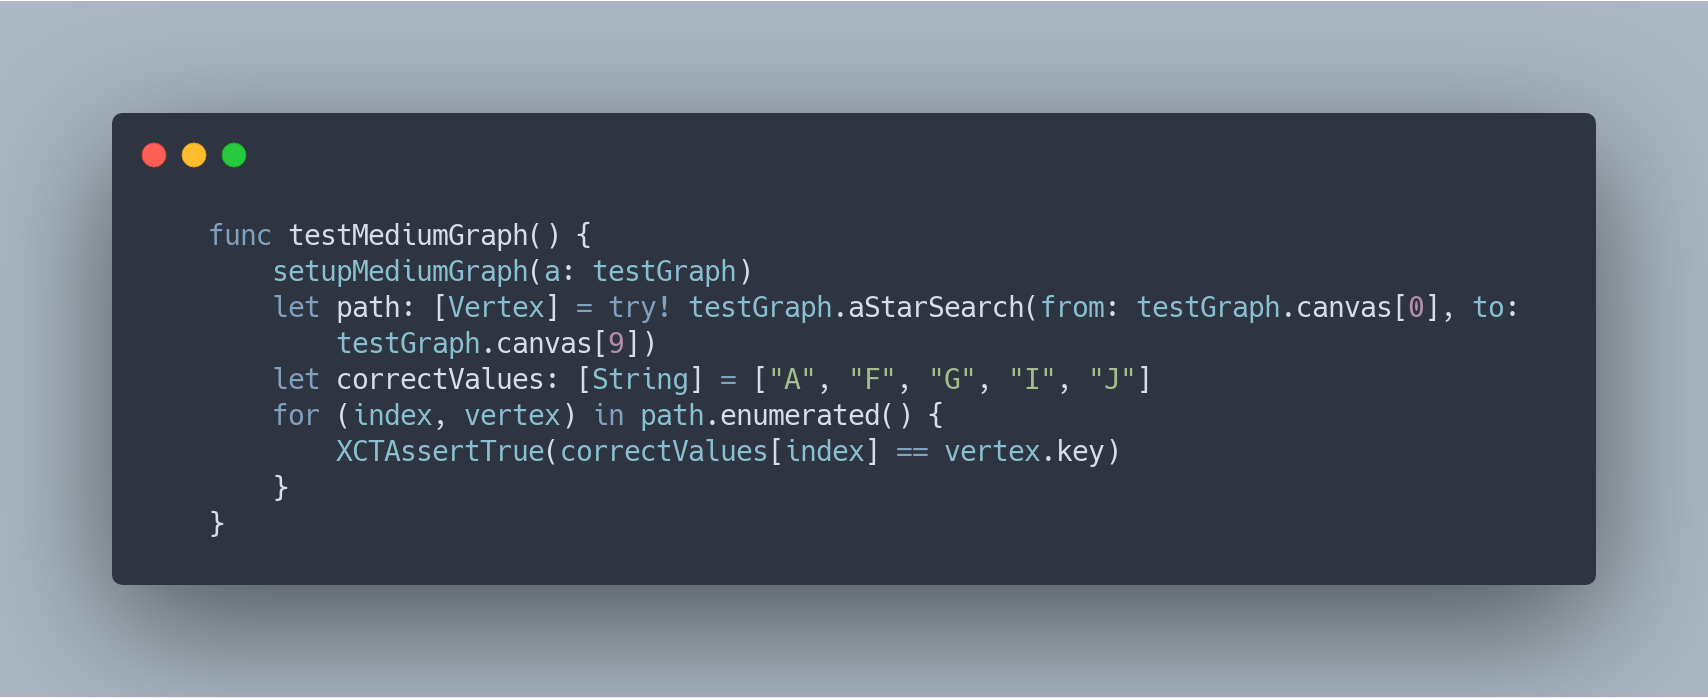 func testMediumGraph() {
    setupMediumGraph(a: testGraph)
    let path: [Vertex] = try! testGraph.aStarSearch(from: testGraph.canvas[0], to:
        testGraph.canvas[9])
    let correctValues: [String] = ["A", "F", "G", "I", "J"]
    for (index, vertex) in path.enumerated() {
        XCTAssertTrue(correctValues[index] == vertex.key)
    }
}